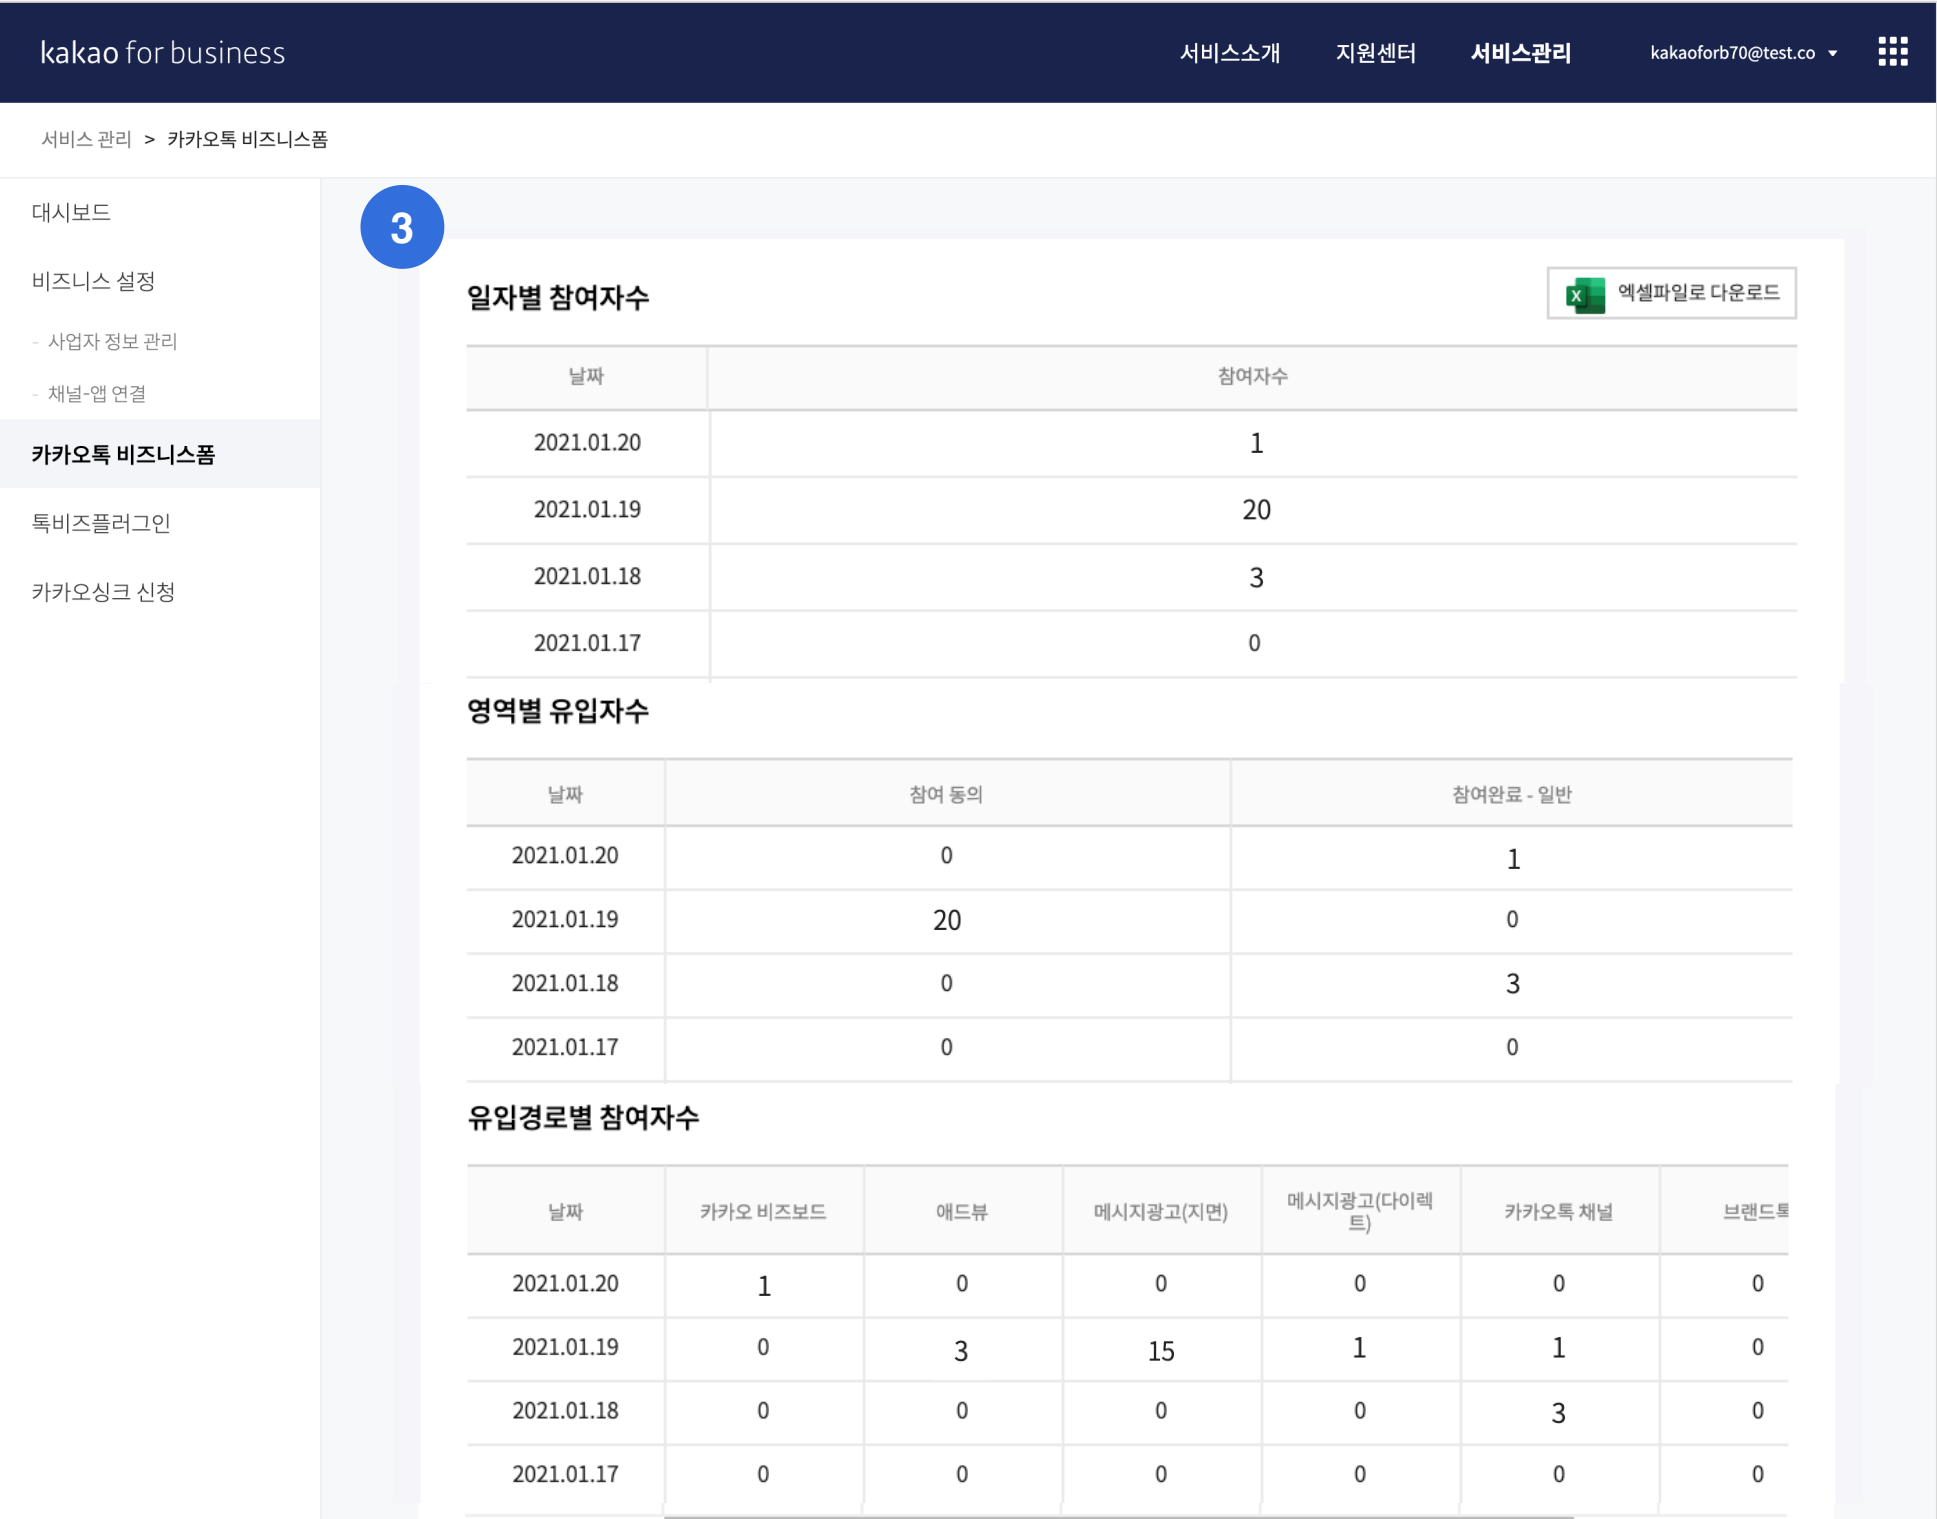 kakao for business
서비스소개 지원센터 서비스관리 kakaoforb70@test.co
서비스 관리 > 카카오톡 비즈니스폼
대시보드
비즈니스 설정
- 사업자 정보 관리
- 채널-앱 연결
카카오톡 비즈니스폼
톡비즈플러그인
카카오싱크 신청
3
일자별 참여자수
X 엑셀파일로 다운로드
날짜 참여자수
2021.01.20 1
2021.01.19 20
2021.01.18 3
2021.01.17 0
영역별 유입자수
날짜 참여 동의 참여완료 - 일반
2021.01.20 0 1
2021.01.19 20 0
2021.01.18 0 3
2021.01.17 0 0
유입경로별 참여자수
날짜 카카오 비즈보드 애드뷰 메시지광고(지면) 메시지광고(다이렉
트) 카카오톡 채널 브랜드톡
2021.01.20 1 0 0 0 0 0
2021.01.19 0 3 15 1 1 0
2021.01.18 0 0 0 0 3 0
2021.01.17 0 0 0 0 0 0